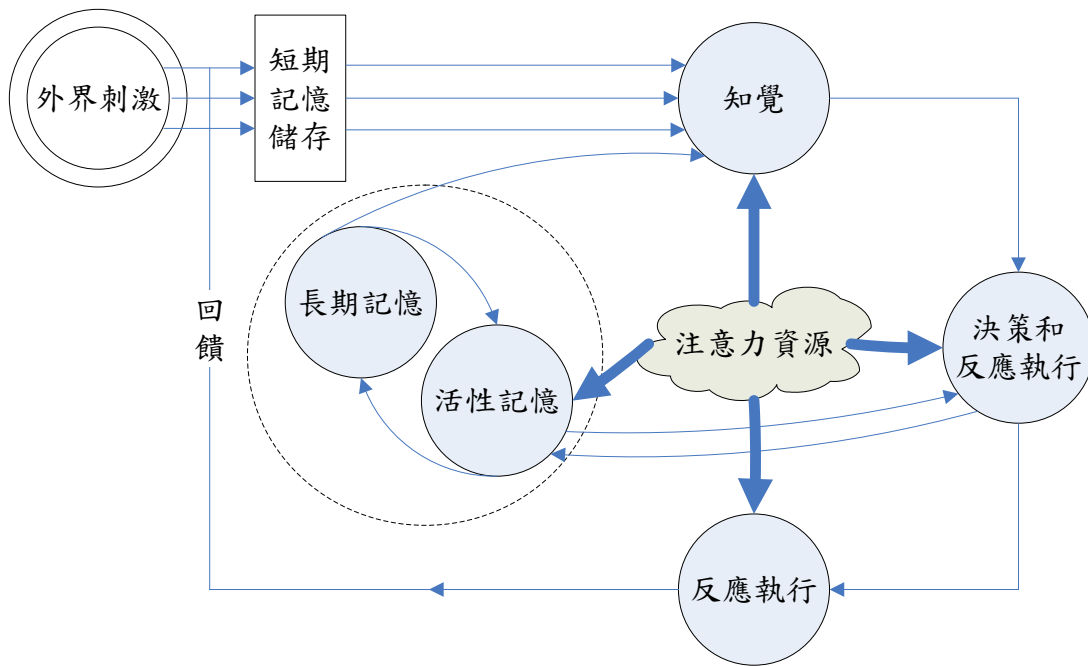 外界刺激
短期
記憶
儲存
知覺
長期記憶
活性記憶
注意力資源
決策和
反應執行
回
饋
反應執行